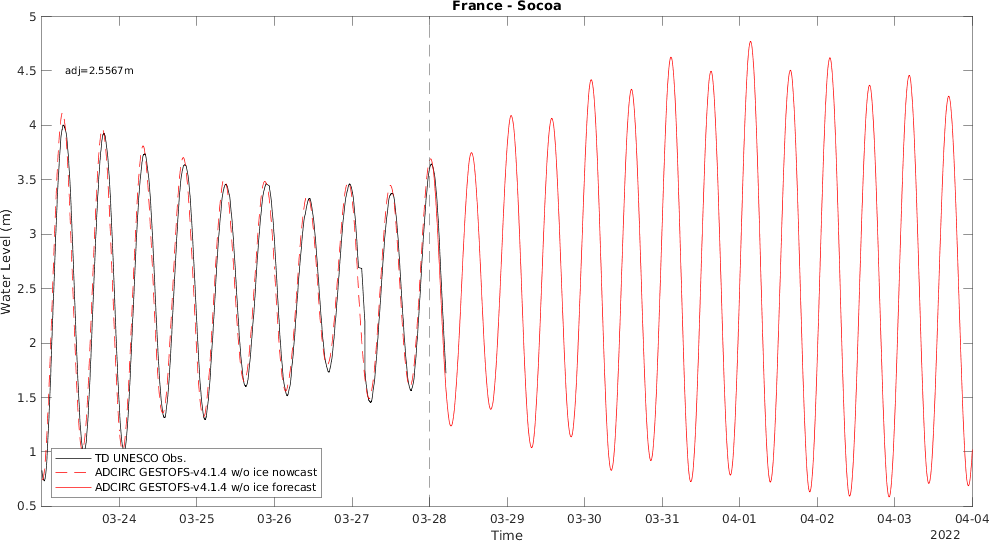 France - Socoa
5
4.5
4
3.5
3
2.5
2
1.5
1
0.5
Water Level (m)
adj=2.5567m
TD UNESCO Obs.
ADCIRC GESTOFS-v4.1.4 w/o ice nowcast
ADCIRC GESTOFS-v4.1.4 w/o ice forecast
03-24 03-25 03-26 03-27 03-28 03-29 03-30 03-31 04-01 04-02 04-03 04-04
Time
2022